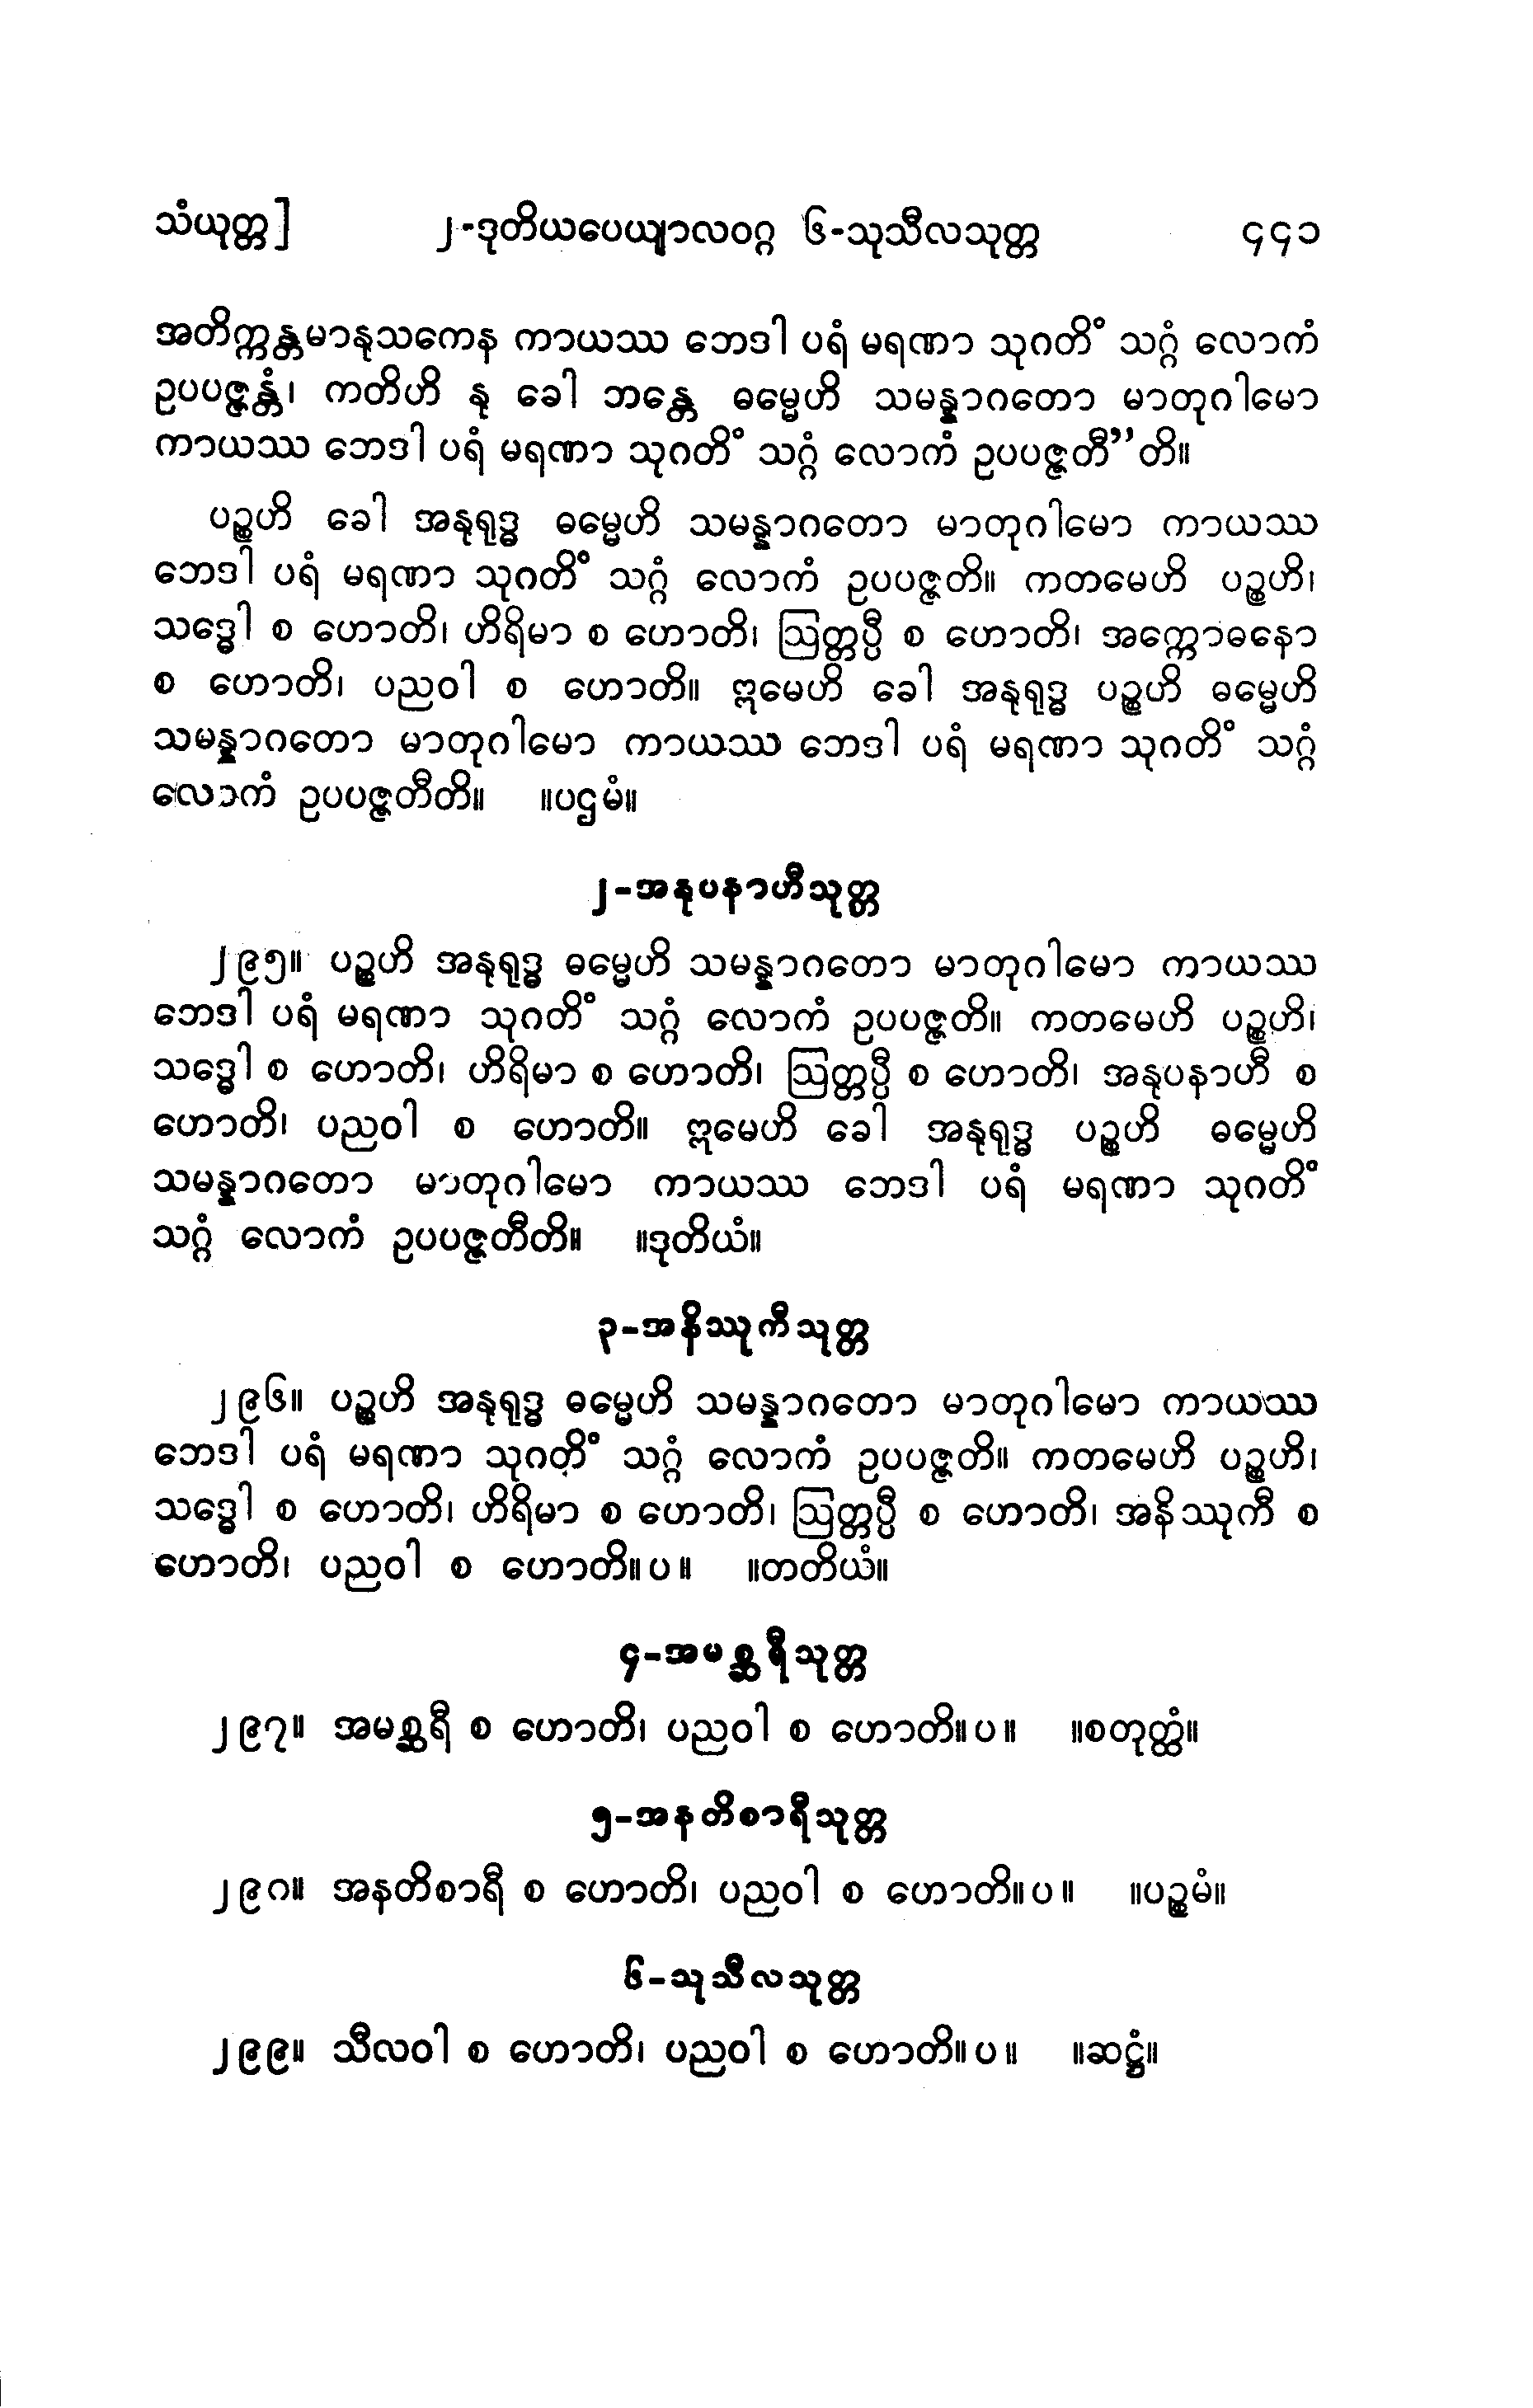 သံယုတ္တ]  ၂-ဒုတိယပေယျာလဝဂ္ဂ ၆-သုသီလသုတ္တ  ၄၄၁
အတိက္ကန္တမာနုသကေန ကာယဿ ဘေဒါ ပရံ မရဏာ သုဂတိံ သဂ္ဂံ လောကံ
ဥပပဇ္ဇန္တံ၊ ကတိဟိ နု ခေါ ဘန္တေ ဓမ္မေဟိ သမန္နာဂတော မာတုဂါမော
ကာယဿ ဘေဒါ ပရံ မရဏာ သုဂတိံ သဂ္ဂံ လောကံ ဥပပဇ္ဇတီ”တိ။
ပဉ္စဟိ ခေါ အနုရုဒ္ဓ ဓမ္မေဟိ သမန္နာဂတော မာတုဂါမော ကာယဿ
ဘေဒါ ပရံ မရဏာ သုဂတိံ သဂ္ဂံ လောကံ ဥပပဇ္ဇတိ။ ကတမေဟိ ပဉ္စဟိ၊
သဒ္ဓေါ စ ဟောတိ၊ ဟိရိမာ စ ဟောတိ၊ ဩတ္တပ္ပီ စ ဟောတိ၊ အက္ကောဓနော
စ ဟောတိ၊ ပညဝါ စ ဟောတိ။ ဣမေဟိ ခေါ အနုရုဒ္ဓ ပဉ္စဟိ ဓမ္မေဟိ
သမန္နာဂတော မာတုဂါမော ကာယဿ ဘေဒါ ပရံ မရဏာ သုဂတိံ သဂ္ဂံ
လောကံ ဥပပဇ္ဇတီတိ။ ။ပဌမံ။
၂-အနုပနာဟီသုတ္တ
၂၉၅။ ပဉ္စဟိ အနုရုဒ္ဓ ဓမ္မေဟိ သမန္နာဂတော မာတုဂါမော ကာယဿ
ဘေဒါ ပရံ မရဏာ သုဂတိံ သဂ္ဂံ လောကံ ဥပပဇ္ဇတိ။ ကတမေဟိ ပဉ္စဟိ၊
သဒ္ဓေါ စ ဟောတိ၊ ဟိရိမာ စ ဟောတိ၊ ဩတ္တပ္ပီ စ ဟောတိ၊ အနုပနာဟီ စ
ဟောတိ၊ ပညဝါ စ ဟောတိ။ ဣမေဟိ ခေါ အနုရုဒ္ဓ ပဉ္စဟိ ဓမ္မေဟိ
သမန္နာဂတော မာတုဂါမော ကာယဿ ဘေဒါ ပရံ မရဏာ သုဂတိံ
သဂ္ဂံ လောကံ ဥပပဇ္ဇတီတိ။ ။ဒုတိယံ။
၃-အနိဿုကီသုတ္တ
၂၉၆။ ပဉ္စဟိ အနုရုဒ္ဓ ဓမ္မေဟိ သမန္နာဂတော မာတုဂါမော ကာယဿ
ဘေဒါ ပရံ မရဏာ သုဂတိံ သဂ္ဂံ လောကံ ဥပပဇ္ဇတိ။ ကတမေဟိ ပဉ္စဟိ၊
သဒ္ဓေါ စ ဟောတိ၊ ဟိရိမာ စ ဟောတိ၊ ဩတ္တပ္ပီ စ ဟောတိ၊ အနိဿုကီ စ
ဟောတိ၊ ပညဝါ စ ဟောတိ။ပ။ ။တတိယံ။
၄-အမစ္ဆရီသုတ္တ
၂၉၇။ အမစ္ဆရီ စ ဟောတိ၊ ပညဝါ စ ဟောတိ။ပ။ ။စတုတ္ထံ။
၅-အနတိစာရီသုတ္တ
၂၉၈။ အနတိစာရီ စ ဟောတိ၊ ပညဝါ စ ဟောတိ။ပ။ ။ပဉ္စမံ။
၆-သုသီလသုတ္တ
၂၉၉။ သီလဝါ စ ဟောတိ၊ ပညဝါ စ ဟောတိ။ပ။ ။ဆဋ္ဌံ။